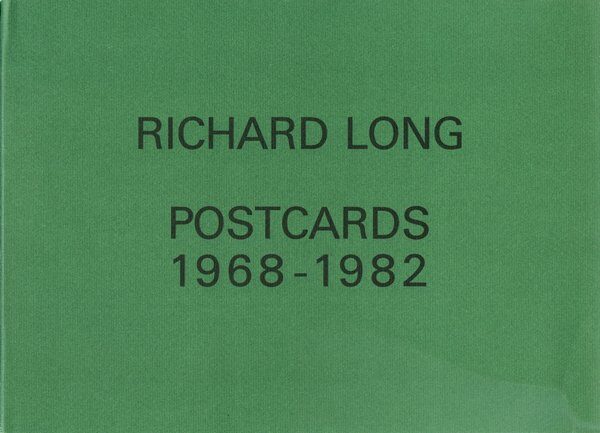 RICHARD LONG
POSTCARDS
1968-1982